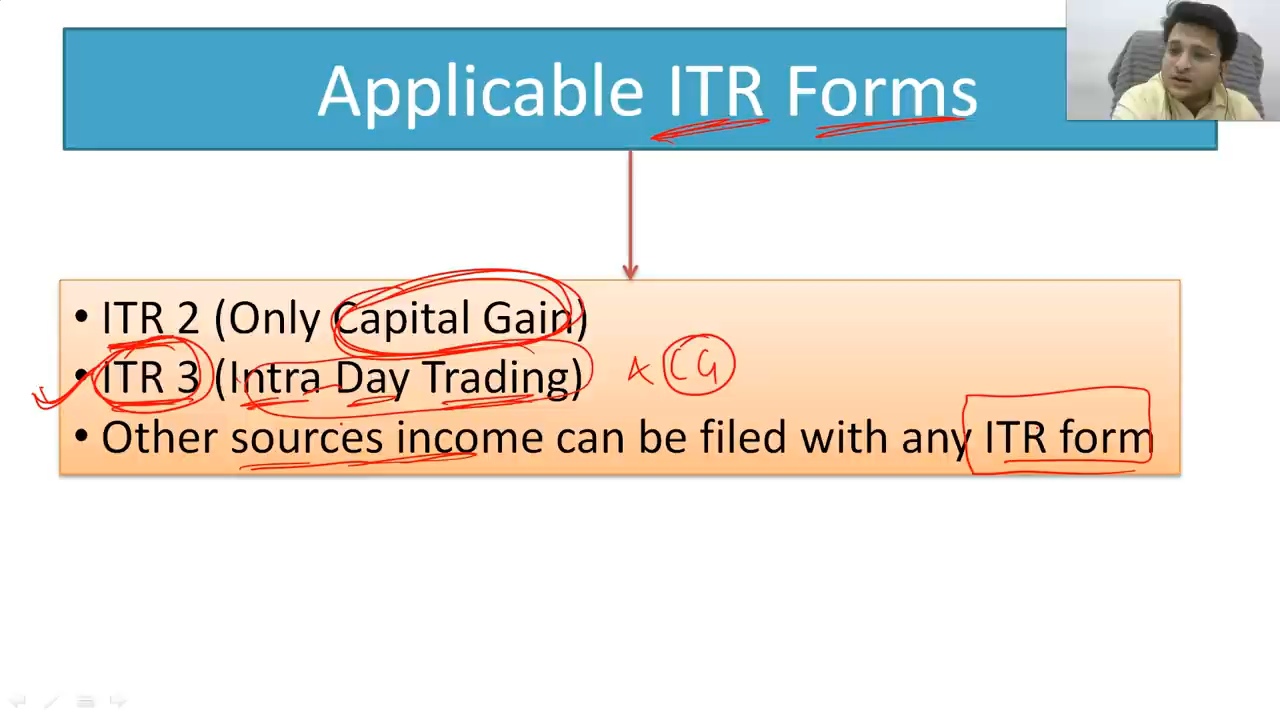 Applicable ITR Forms
• ITR 2 (Only Capital Gain)
• ITR 3 (Intra Day Trading) CG
• Other sources income can be filed with any ITR form